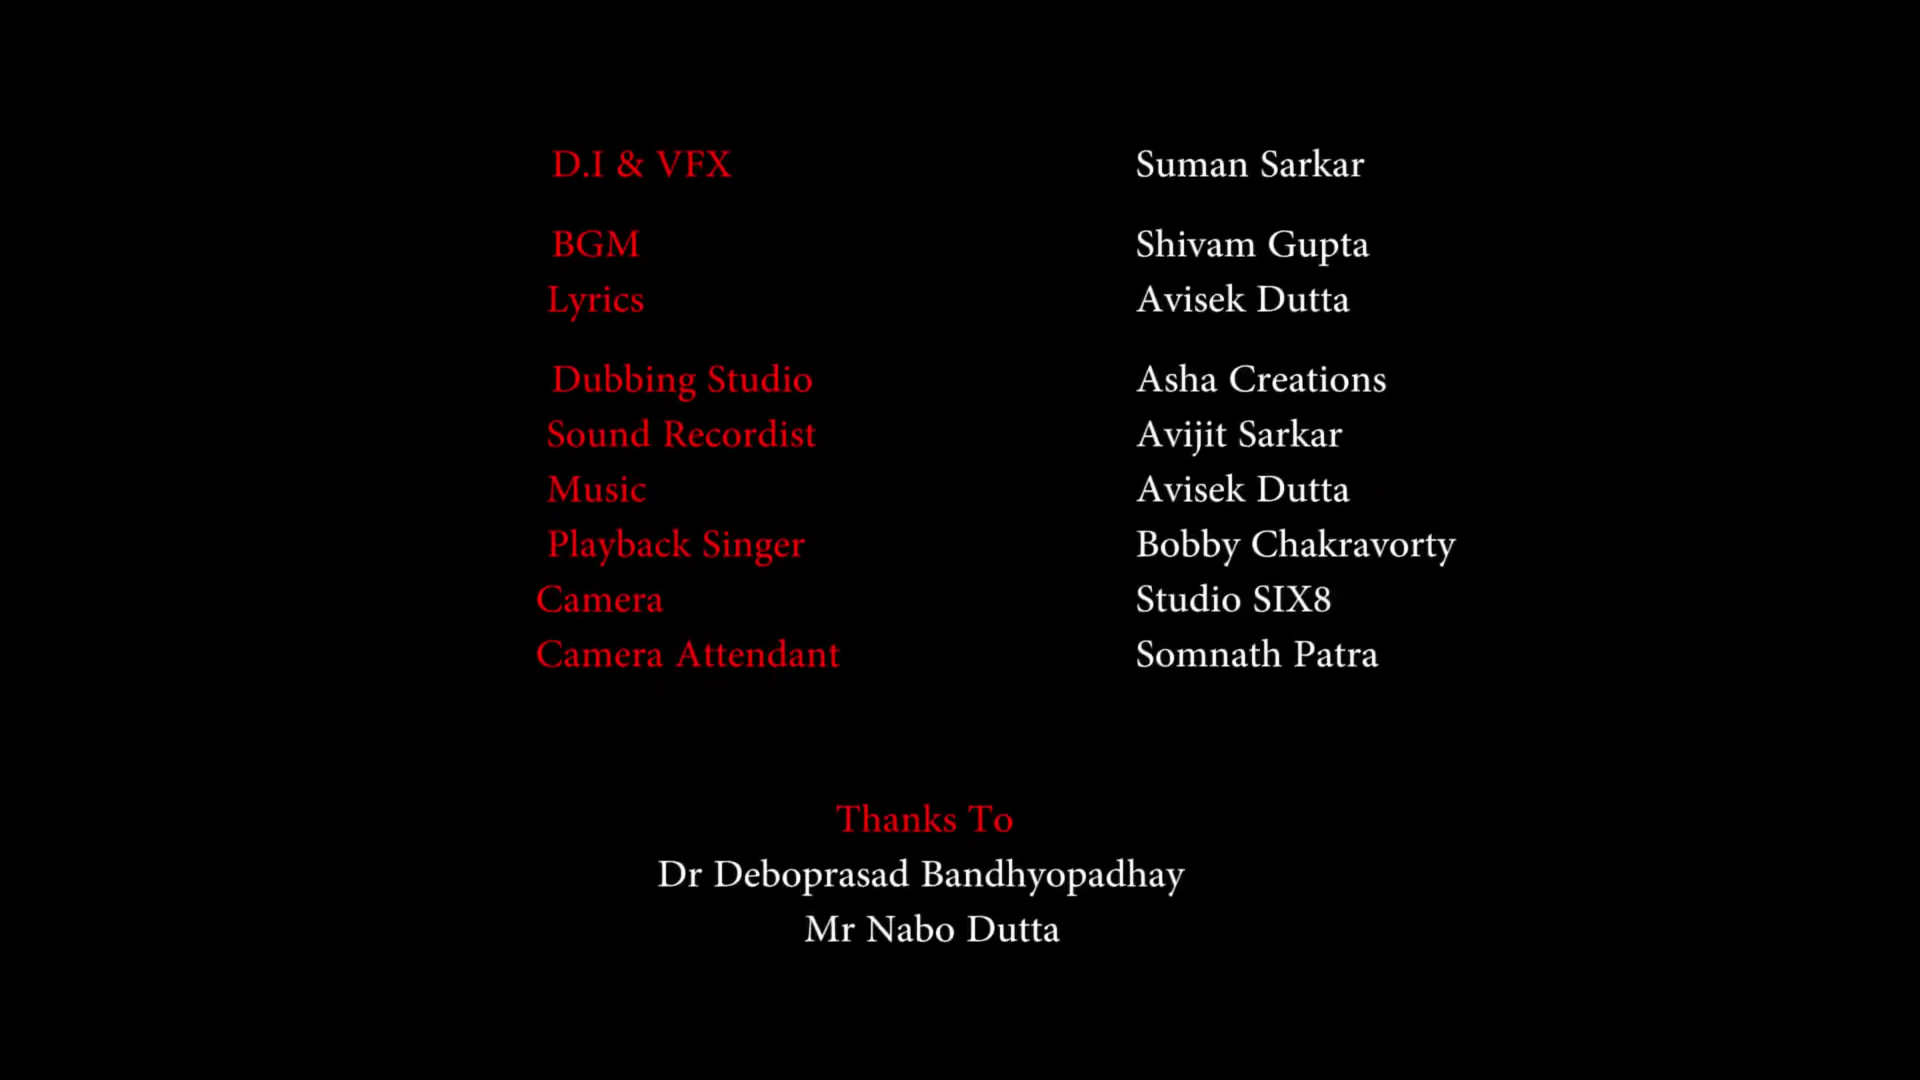 D.I & VFX Suman Sarkar
BGM Shivam Gupta
Lyrics Avisek Dutta
Dubbing Studio Asha Creations
Sound Recordist Avijit Sarkar
Music Avisek Dutta
Playback Singer Bobby Chakravorty
Camera Studio SIX8
Camera Attendant Somnath Patra
Thanks To
Dr Deboprasad Bandhyopadhay
Mr Nabo Dutta